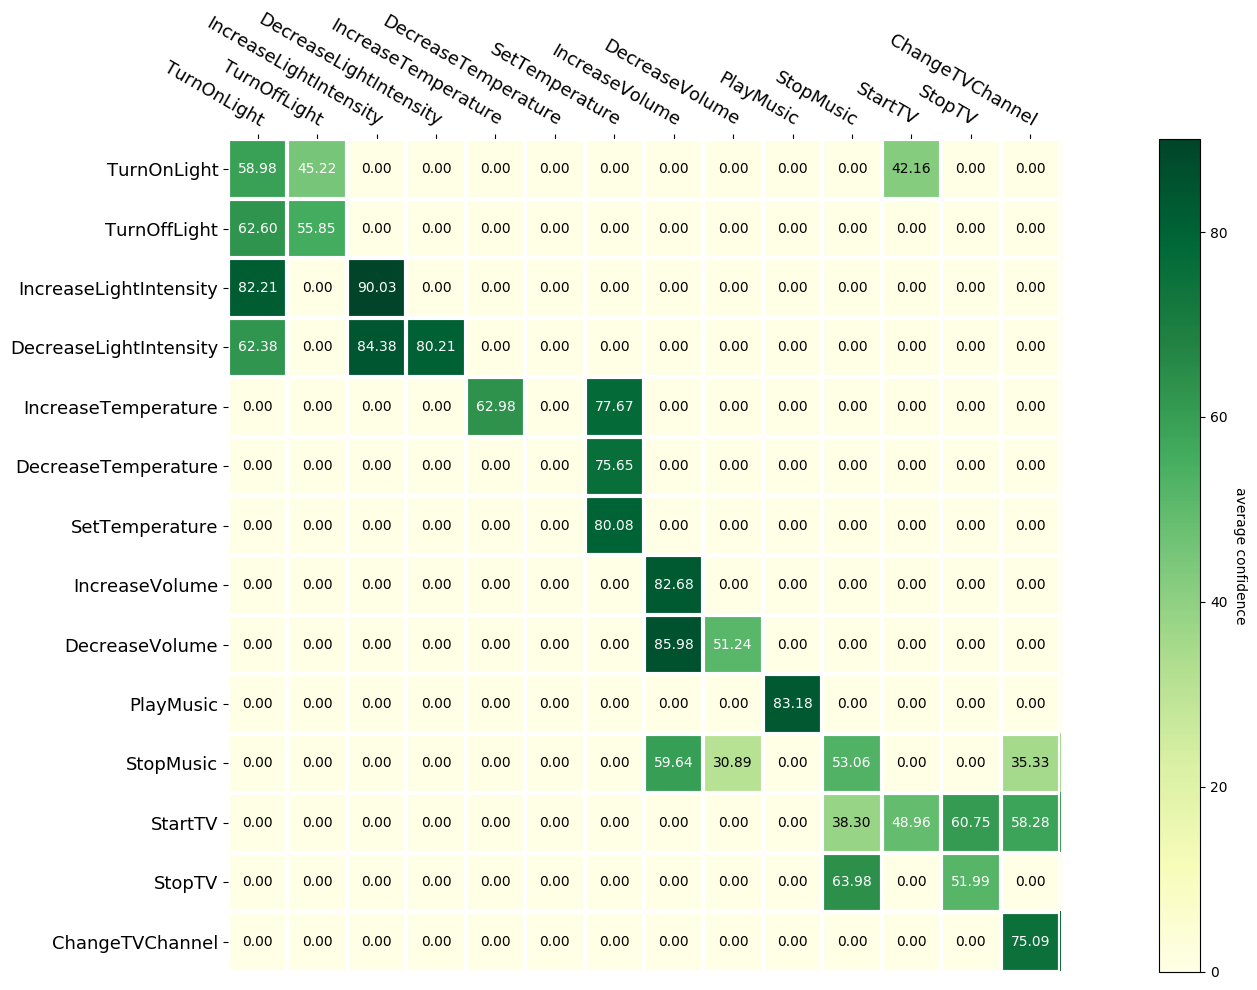 TurnOnLight
TurnOffLight
IncreaseLightIntensity
DecreaseLightIntensity
IncreaseTemperature
DecreaseTemperature
SetTemperature
IncreaseVolume
DecreaseVolume
PlayMusic
StopMusic
StartTV
StopTV
ChangeTVChannel
TurnOnLight 58.98 45.22 0.00 0.00 0.00 0.00 0.00 0.00 0.00 0.00 0.00 42.16 0.00 0.00
TurnOffLight 62.60 55.85 0.00 0.00 0.00 0.00 0.00 0.00 0.00 0.00 0.00 0.00 0.00 0.00
IncreaseLightIntensity 82.21 0.00 90.03 0.00 0.00 0.00 0.00 0.00 0.00 0.00 0.00 0.00 0.00 0.00
DecreaseLightIntensity 62.38 0.00 84.38 80.21 0.00 0.00 0.00 0.00 0.00 0.00 0.00 0.00 0.00 0.00
IncreaseTemperature 0.00 0.00 0.00 0.00 62.98 0.00 77.67 0.00 0.00 0.00 0.00 0.00 0.00 0.00
DecreaseTemperature 0.00 0.00 0.00 0.00 0.00 0.00 75.65 0.00 0.00 0.00 0.00 0.00 0.00 0.00
SetTemperature 0.00 0.00 0.00 0.00 0.00 0.00 80.08 0.00 0.00 0.00 0.00 0.00 0.00 0.00
IncreaseVolume 0.00 0.00 0.00 0.00 0.00 0.00 0.00 82.68 0.00 0.00 0.00 0.00 0.00 0.00
DecreaseVolume 0.00 0.00 0.00 0.00 0.00 0.00 0.00 85.98 51.24 0.00 0.00 0.00 0.00 0.00
PlayMusic 0.00 0.00 0.00 0.00 0.00 0.00 0.00 0.00 0.00 83.18 0.00 0.00 0.00 0.00
StopMusic 0.00 0.00 0.00 0.00 0.00 0.00 0.00 59.64 30.89 0.00 53.06 0.00 0.00 35.33
StartTV 0.00 0.00 0.00 0.00 0.00 0.00 0.00 0.00 0.00 0.00 38.30 48.96 60.75 58.28
StopTV 0.00 0.00 0.00 0.00 0.00 0.00 0.00 0.00 0.00 0.00 63.98 0.00 51.99 0.00
ChangeTVChannel 0.00 0.00 0.00 0.00 0.00 0.00 0.00 0.00 0.00 0.00 0.00 0.00 0.00 75.09
80
60
40
20
0
average confidence